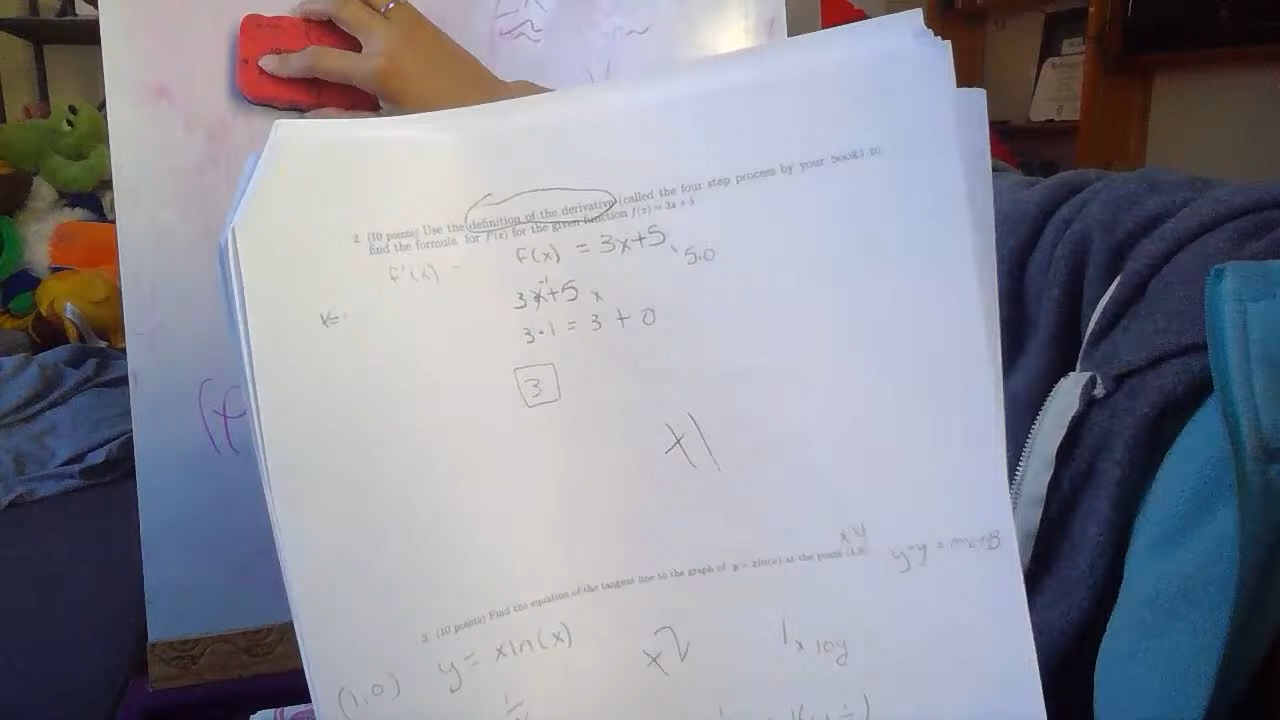 2. (10 points) Use the definition of the derivative (called the four step process by your book) to
find the formula for f'(x) for the given function f(x) = 3x + 5
f'(x) =
f(x) = 3x+5
5.0
3x+5
x=
3·1 = 3 + 0
3
x1
xy
y-y = mx+B
3. (10 points) Find the equation of the tangent line to the graph of y = xln(x) at the point (1,0)
y = xln(x)
x2
(1,0)